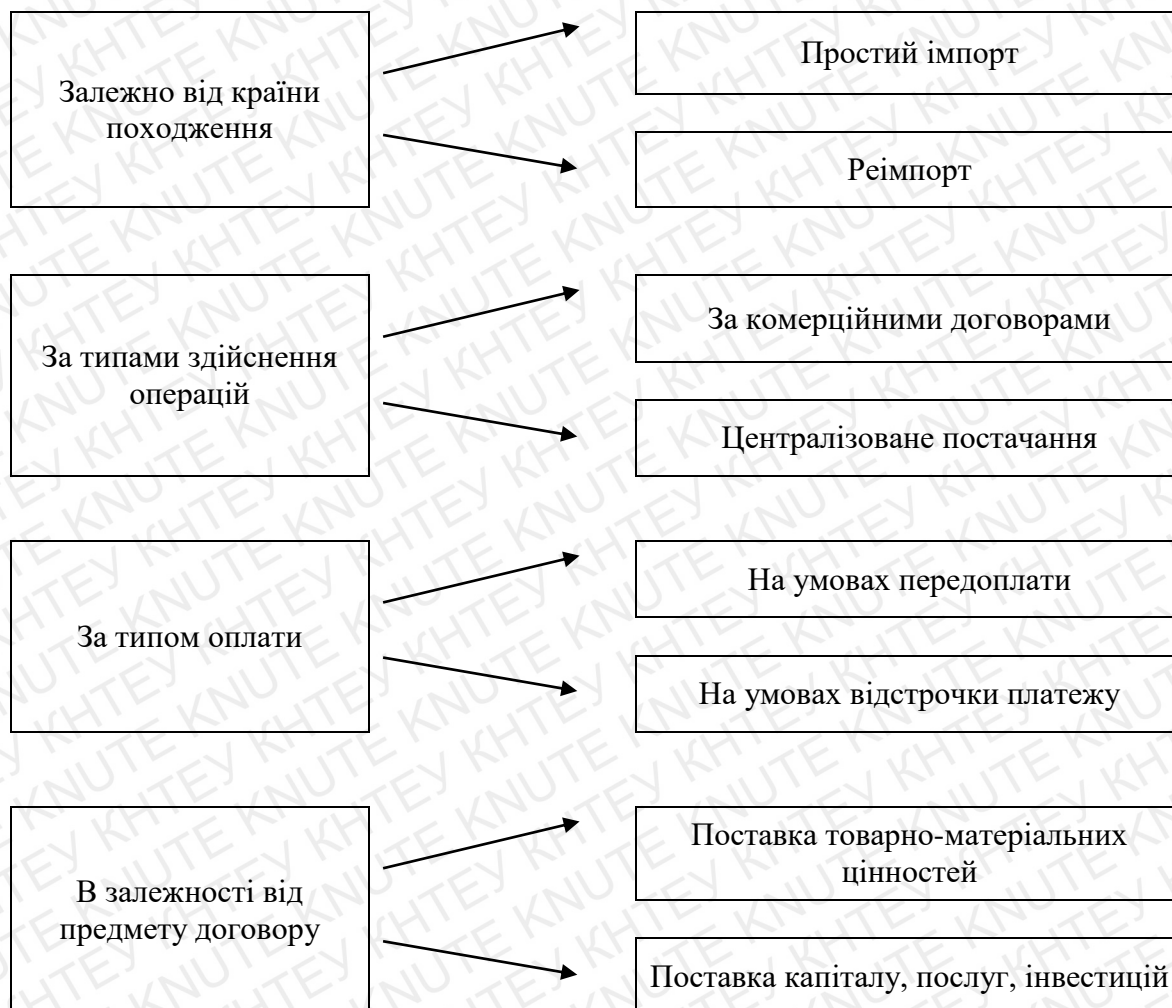 Залежно від країни
походження
Простий імпорт
Реімпорт
За типами здійснення
операцій
За комерційними договорами
Централізоване постачання
За типом оплати
На умовах передоплати
На умовах відстрочки платежу
В залежності від
предмету договору
Поставка товарно-матеріальних
цінностей
Поставка капіталу, послуг, інвестицій